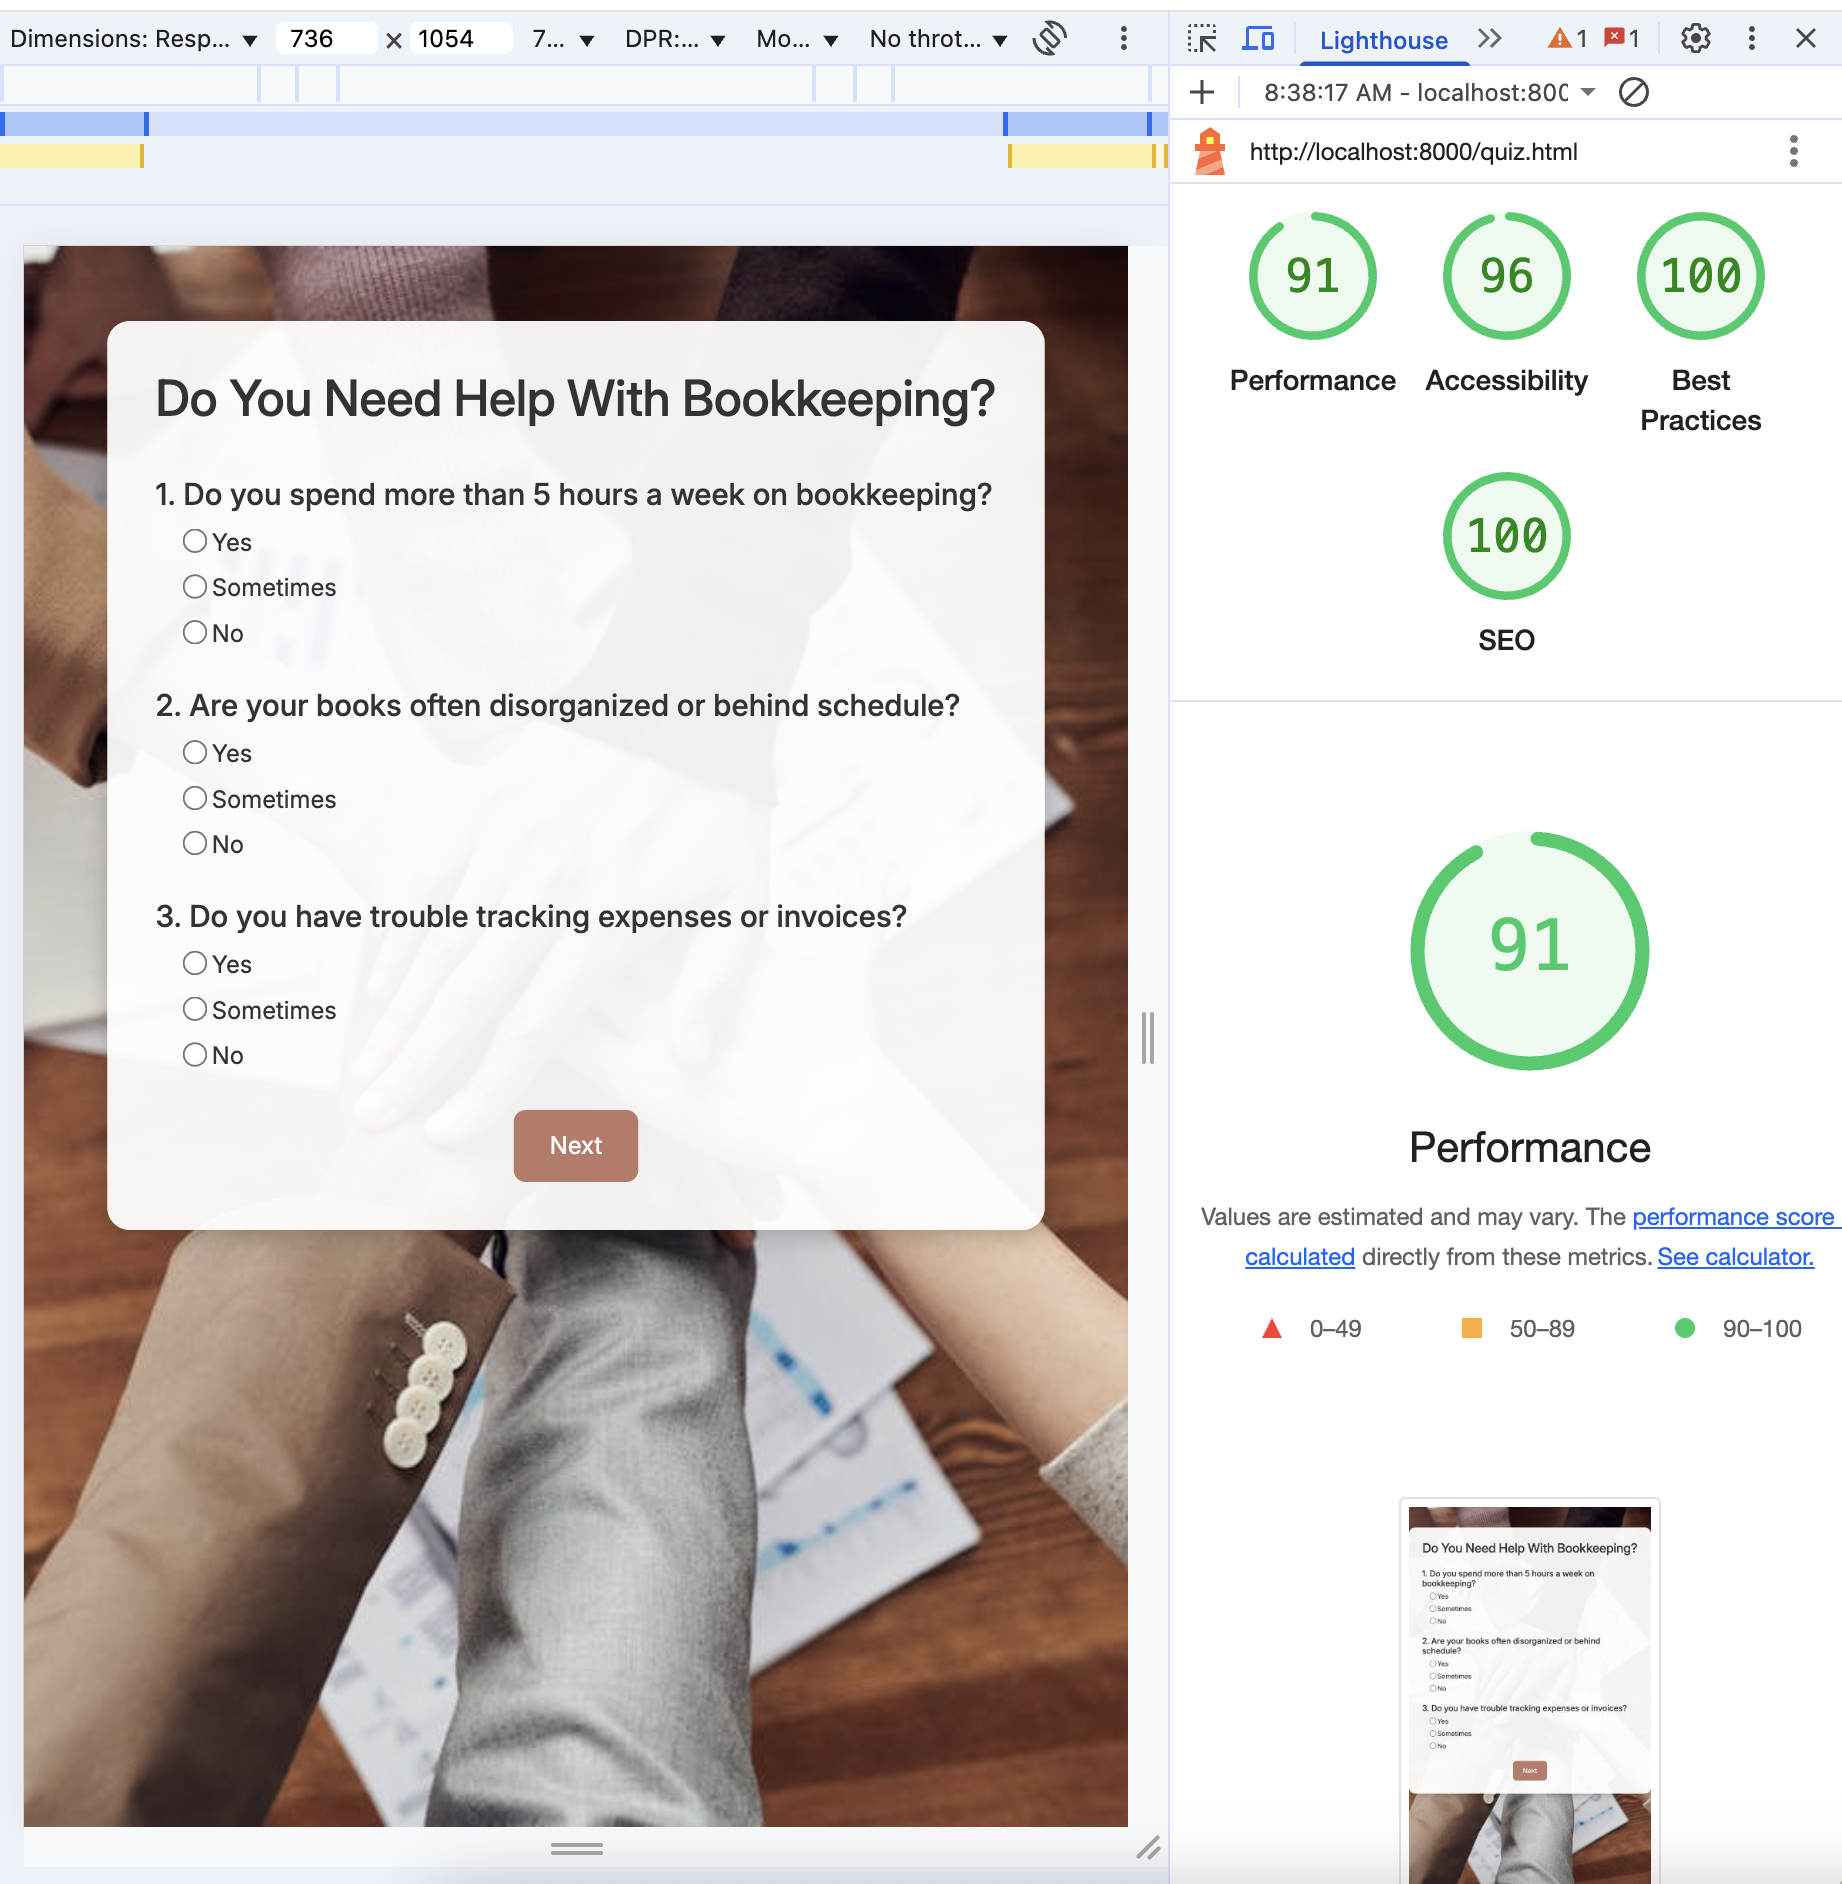 Dimensions: Resp... 736 × 1054 7... DPR:... Mo... No throt...
Lighthouse 1 1
8:38:17 AM - localhost:800
http://localhost:8000/quiz.html
91 96 100
Performance Accessibility Best Practices
100
SEO
Do You Need Help With Bookkeeping?
1. Do you spend more than 5 hours a week on bookkeeping?
Yes
Sometimes
No
2. Are your books often disorganized or behind schedule?
Yes
Sometimes
No
3. Do you have trouble tracking expenses or invoices?
Yes
Sometimes
No
Next
91
Performance
Values are estimated and may vary. The performance score
calculated directly from these metrics. See calculator.
0–49 50–89 90–100
Do You Need Help With Bookkeeping?
1. Do you spend more than 5 hours a week on
bookkeeping?
Yes
Sometimes
No
2. Are your books often disorganized or behind
schedule?
Yes
Sometimes
No
3. Do you have trouble tracking expenses or invoices?
Yes
Sometimes
No
Next